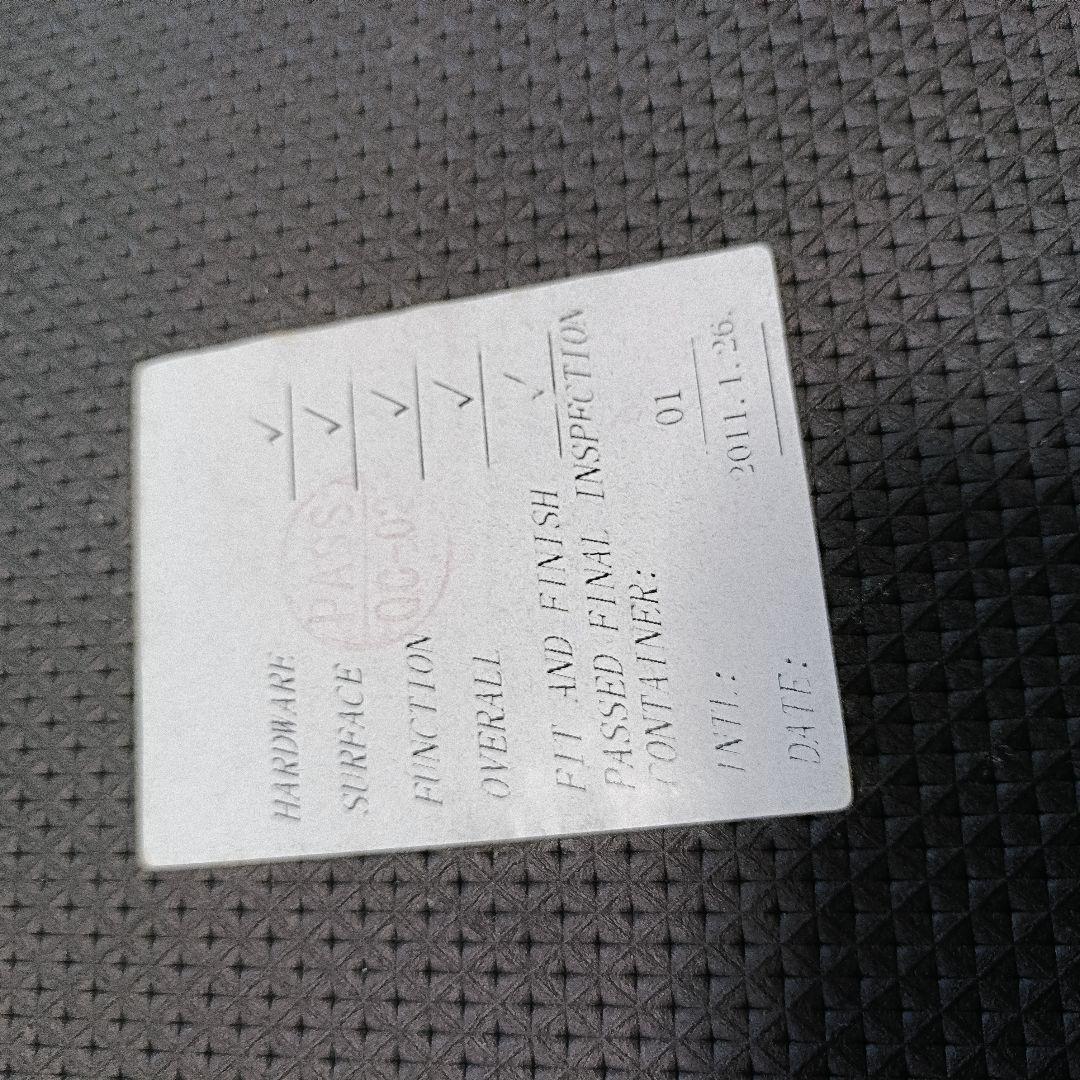 HARDWARE ✓
SURFACE ✓
FUNCTION ✓
OVERALL ✓
FIT AND FINISH ✓
PASSED FINAL INSPECTION
CONTAINER:
01
INTL:
2011.1.26.
DATE:
PASS